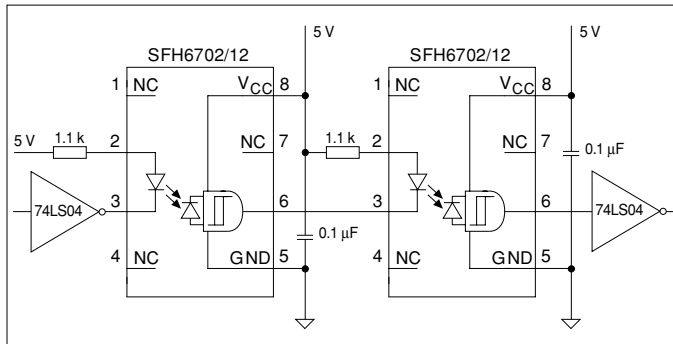 5 V
5 V
SFH6702/12
SFH6702/12
1 NC
VCC 8
1 NC
VCC 8
5 V
1.1 k
2
NC 7
1.1 k
2
NC 7
0.1 µF
74LS04
3
6
3
6
74LS04
0.1 µF
4 NC
GND 5
4 NC
GND 5